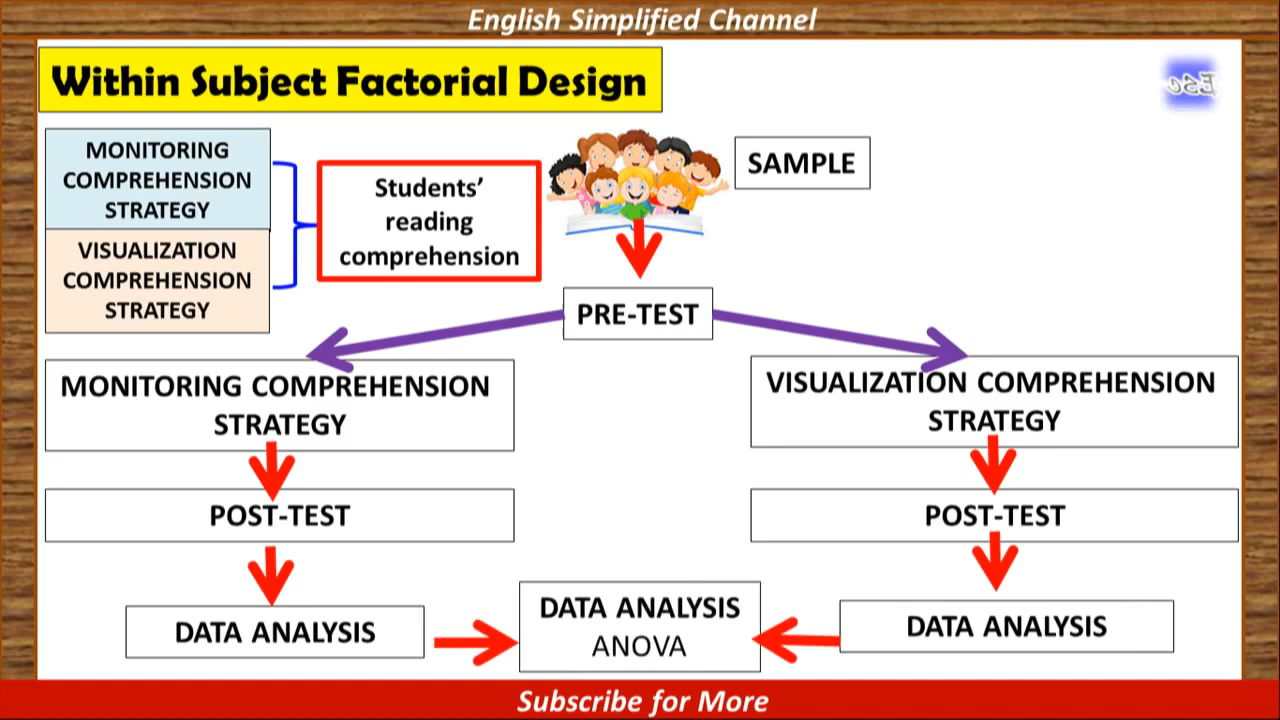 English Simplified Channel
Within Subject Factorial Design
MONITORING
COMPREHENSION
STRATEGY
VISUALIZATION
COMPREHENSION
STRATEGY
Students’
reading
comprehension
SAMPLE
PRE-TEST
MONITORING COMPREHENSION
STRATEGY
VISUALIZATION COMPREHENSION
STRATEGY
POST-TEST
POST-TEST
DATA ANALYSIS
DATA ANALYSIS
ANOVA
DATA ANALYSIS
Subscribe for More